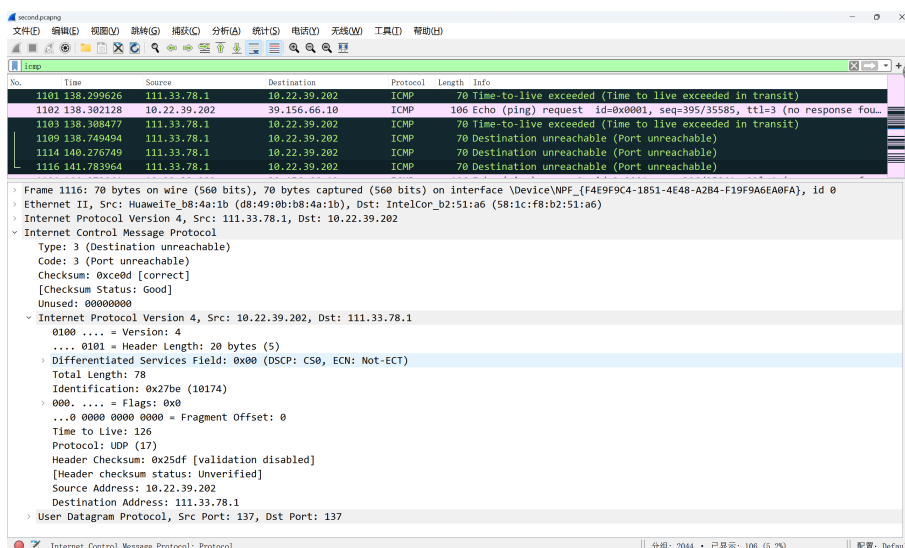 second.pcapng
文件(F) 编辑(E) 视图(V) 跳转(G) 捕获(C) 分析(A) 统计(S) 电话(Y) 无线(W) 工具(T) 帮助(H)
icmp
No. Time Source Destination Protocol Length Info
1101 138.299626 111.33.78.1 10.22.39.202 ICMP 70 Time-to-live exceeded (Time to live exceeded in transit)
1102 138.302128 10.22.39.202 39.156.66.10 ICMP 106 Echo (ping) request id=0x0001, seq=395/35585, ttl=3 (no response fou…
1103 138.308477 111.33.78.1 10.22.39.202 ICMP 70 Time-to-live exceeded (Time to live exceeded in transit)
1109 138.749494 111.33.78.1 10.22.39.202 ICMP 70 Destination unreachable (Port unreachable)
1114 140.276749 111.33.78.1 10.22.39.202 ICMP 70 Destination unreachable (Port unreachable)
1116 141.783964 111.33.78.1 10.22.39.202 ICMP 70 Destination unreachable (Port unreachable)
Frame 1116: 70 bytes on wire (560 bits), 70 bytes captured (560 bits) on interface \Device\NPF_{F4E9F9C4-1851-4E48-A2B4-F19F9A6EA0FA}, id 0
Ethernet II, Src: HuaweiTe_b8:4a:1b (d8:49:0b:b8:4a:1b), Dst: IntelCor_b2:51:a6 (58:1c:f8:b2:51:a6)
Internet Protocol Version 4, Src: 111.33.78.1, Dst: 10.22.39.202
Internet Control Message Protocol
Type: 3 (Destination unreachable)
Code: 3 (Port unreachable)
Checksum: 0xce0d [correct]
[Checksum Status: Good]
Unused: 00000000
Internet Protocol Version 4, Src: 10.22.39.202, Dst: 111.33.78.1
0100 .... = Version: 4
.... 0101 = Header Length: 20 bytes (5)
Differentiated Services Field: 0x00 (DSCP: CS0, ECN: Not-ECT)
Total Length: 78
Identification: 0x27be (10174)
000. .... = Flags: 0x0
...0 0000 0000 0000 = Fragment Offset: 0
Time to Live: 126
Protocol: UDP (17)
Header Checksum: 0x25df [validation disabled]
[Header checksum status: Unverified]
Source Address: 10.22.39.202
Destination Address: 111.33.78.1
User Datagram Protocol, Src Port: 137, Dst Port: 137
Internet Control Message Protocol: Protocol 分组: 2044 • 已显示: 106 (5.2%) 配置: Defau